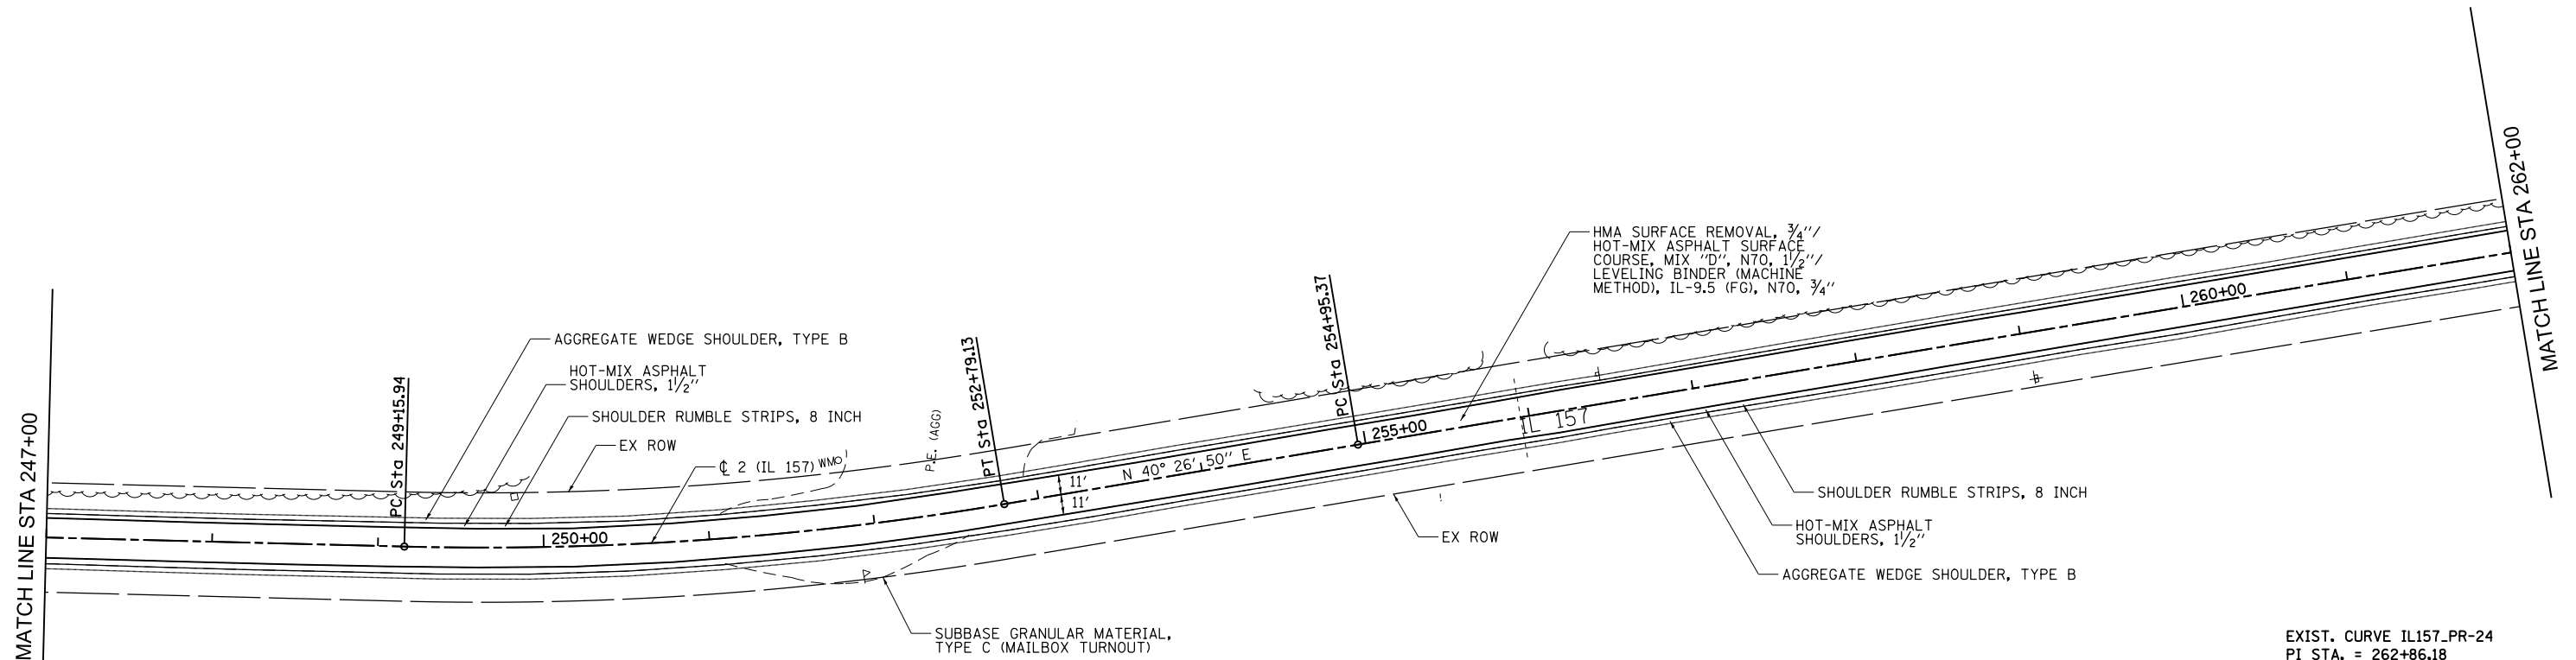 MATCH LINE STA 247+00
PC Sta 249+15.94
AGGREGATE WEDGE SHOULDER, TYPE B
HOT-MIX ASPHALT
SHOULDERS, 1½"
SHOULDER RUMBLE STRIPS, 8 INCH
EX ROW
℄ 2 (IL 157)
WMO
250+00
P.E. (AGG)
PT Sta 252+79.13
11'
11'
N 40° 26' 50" E
SUBBASE GRANULAR MATERIAL,
TYPE C (MAILBOX TURNOUT)
PC Sta 254+95.37
255+00
HMA SURFACE REMOVAL, ¾"/
HOT-MIX ASPHALT SURFACE
COURSE, MIX "D", N70, 1½"/
LEVELING BINDER (MACHINE
METHOD), IL-9.5 (FG), N70, ¾"
IL 157
EX ROW
SHOULDER RUMBLE STRIPS, 8 INCH
HOT-MIX ASPHALT
SHOULDERS, 1½"
AGGREGATE WEDGE SHOULDER, TYPE B
260+00
MATCH LINE STA 262+00
EXIST. CURVE IL157_PR-24
PI STA. = 262+86.18